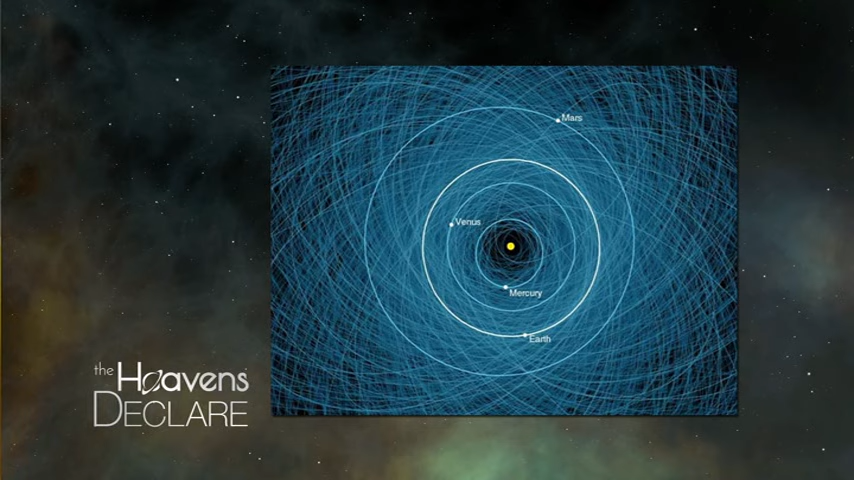 Mars
Venus
Mercury
Earth
the Heavens
DECLARE